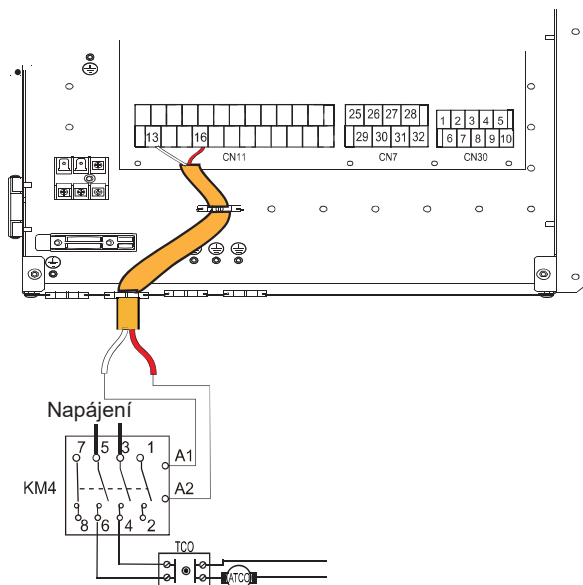 25 26 27 28
1 2 3 4 5
13 16
29 30 31 32
6 7 8 9 10
CN11 CN7 CN30
Napájení
7 5 3 1
A1
KM4
A2
8 6 4 2
TCO
ATCO